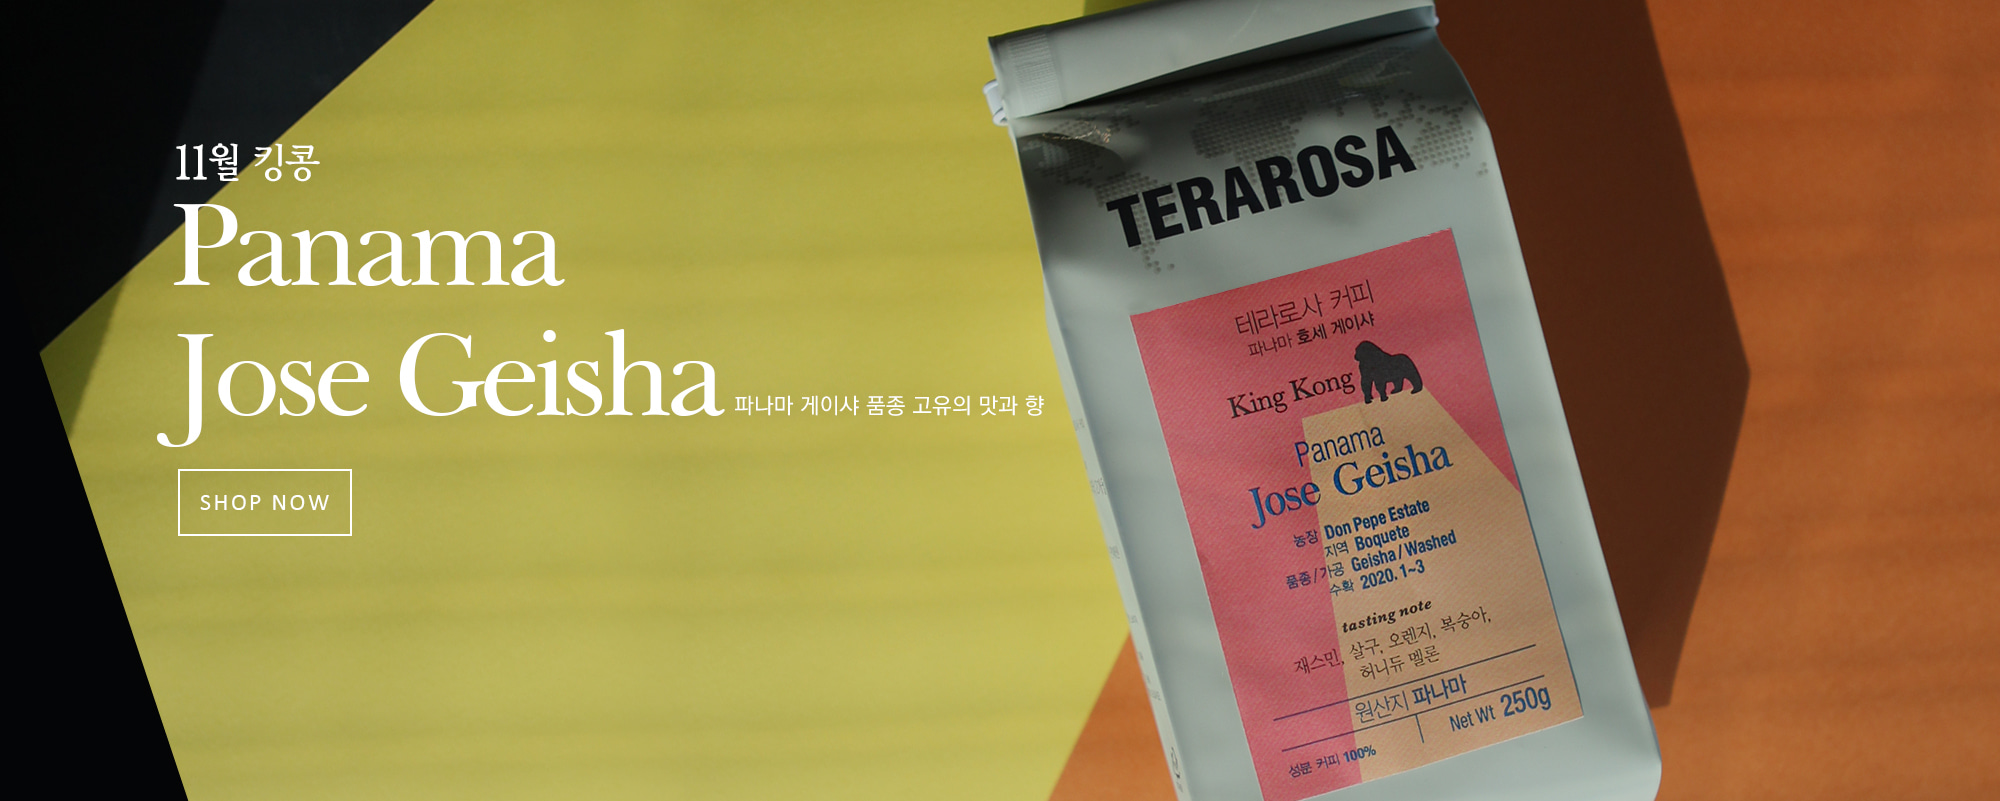 11월 킹콩
Panama
Jose Geisha 파나마 게이샤 품종 고유의 맛과 향
SHOP NOW
TERAROSA
테라로사 커피
파나마 호세 게이샤
King Kong
Panama
Jose Geisha
농장 Don Pepe Estate
지역 Boquete
품종/가공 Geisha/Washed
수확 2020.1~3
tasting note
재스민, 살구, 오렌지, 복숭아,
허니듀 멜론
원산지 파나마
성분 커피 100%
Net Wt 250g